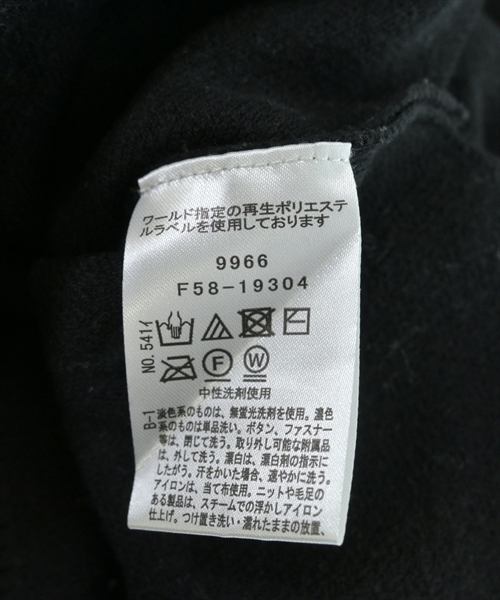 ワールド指定の再生ポリエステ
ルラベルを使用しております
9966
F58-19304
NO.541イ
F
W
中性洗剤使用
B-1
淡色系のものは、無蛍光洗剤を使用。濃色
系のものは単品洗い。ボタン、ファスナー
等は、閉じて洗う。取り外し可能な附属品
は、外して洗う。漂白は、漂白剤の指示に
したがう。汗をかいた場合、速やかに洗う。
アイロンは、当て布使用。ニットや毛足の
ある製品は、スチームでの浮かしアイロン
仕上げ。つけ置き洗い・濡れたままの放置、